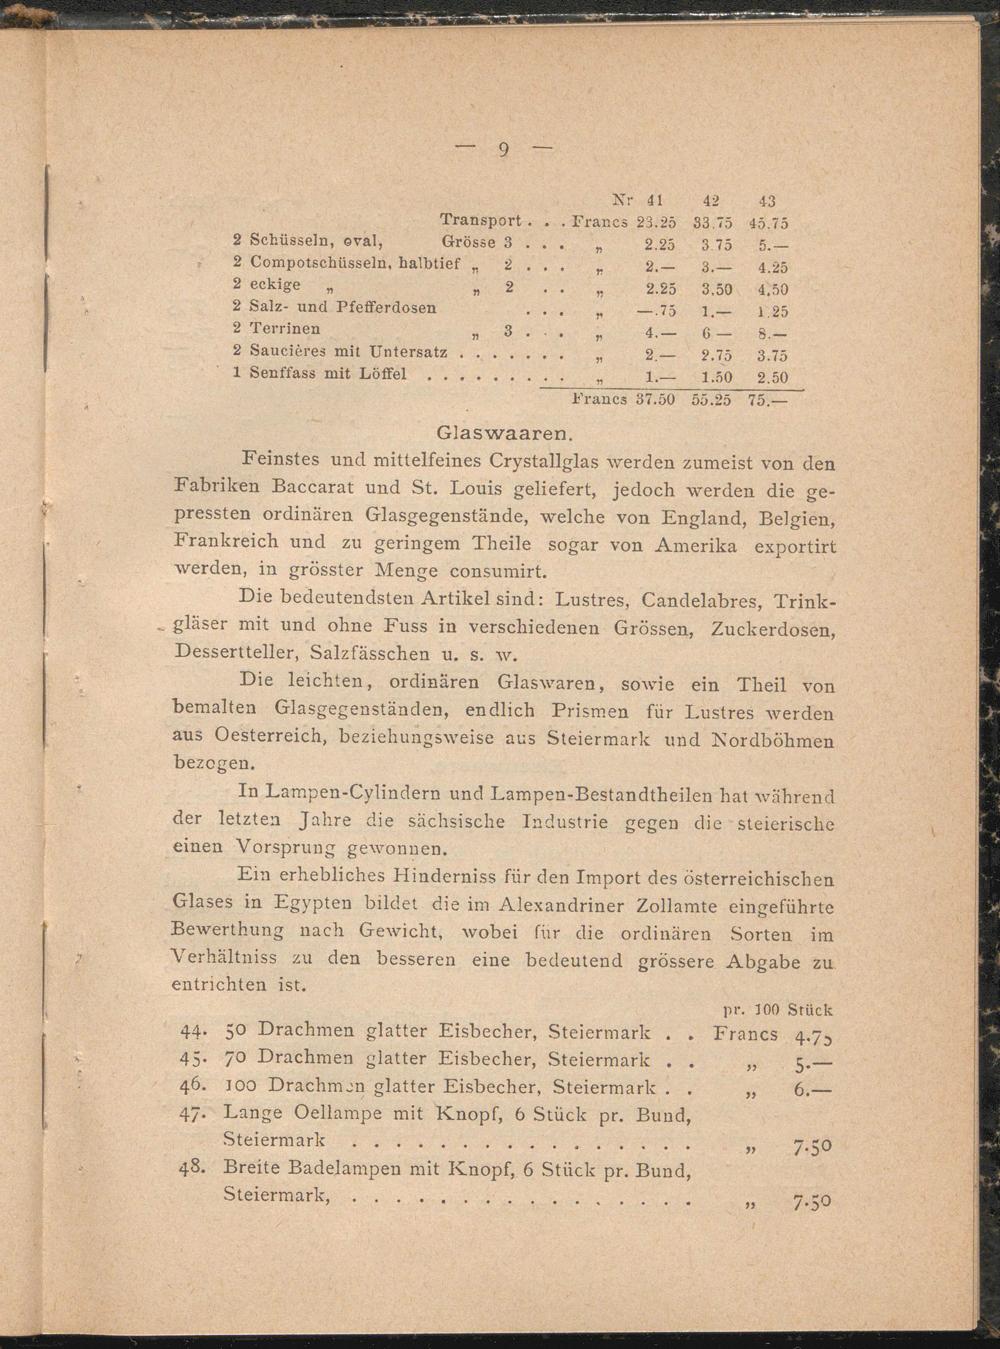 — 9 —
Nr 41 42 43
Transport . . . Francs 23.25 33.75 45.75
2 Schüsseln, oval, Grösse 3 . . . „ 2.25 3.75 5.—
2 Compotschüsseln, halbtief „ 2 . . . „ 2.— 3.— 4.25
2 eckige „ „ 2 . . „ 2.25 3.50 4.50
2 Salz- und Pfefferdosen . . . „ —.75 1.— 1.25
2 Terrinen „ 3 . . . „ 4.— 6 — 8.—
2 Saucières mit Untersatz . . . . . . . „ 2.— 2.75 3.75
1 Senffass mit Löffel . . . . . . . . . „ 1.— 1.50 2.50
Francs 37.50 55.25 75.—
Glaswaaren.
Feinstes und mittelfeines Crystallglas werden zumeist von den
Fabriken Baccarat und St. Louis geliefert, jedoch werden die ge-
pressten ordinären Glasgegenstände, welche von England, Belgien,
Frankreich und zu geringem Theile sogar von Amerika exportirt
werden, in grösster Menge consumirt.
Die bedeutendsten Artikel sind: Lustres, Candelabres, Trink-
gläser mit und ohne Fuss in verschiedenen Grössen, Zuckerdosen,
Dessertteller, Salzfässchen u. s. w.
Die leichten, ordinären Glaswaren, sowie ein Theil von
bemalten Glasgegenständen, endlich Prismen für Lustres werden
aus Oesterreich, beziehungsweise aus Steiermark und Nordböhmen
bezogen.
In Lampen-Cylindern und Lampen-Bestandtheilen hat während
der letzten Jahre die sächsische Industrie gegen die steierische
einen Vorsprung gewonnen.
Ein erhebliches Hinderniss für den Import des österreichischen
Glases in Egypten bildet die im Alexandriner Zollamte eingeführte
Bewerthung nach Gewicht, wobei für die ordinären Sorten im
Verhältniss zu den besseren eine bedeutend grössere Abgabe zu
entrichten ist.
pr. 100 Stück
44. 50 Drachmen glatter Eisbecher, Steiermark . . Francs 4.75
45. 70 Drachmen glatter Eisbecher, Steiermark . . „ 5.—
46. 100 Drachmen glatter Eisbecher, Steiermark . . „ 6.—
47. Lange Oellampe mit Knopf, 6 Stück pr. Bund,
Steiermark . . . . . . . . . . . . . . . . „ 7.50
48. Breite Badelampen mit Knopf, 6 Stück pr. Bund,
Steiermark, . . . . . . . . . . . . . . . . „ 7.50